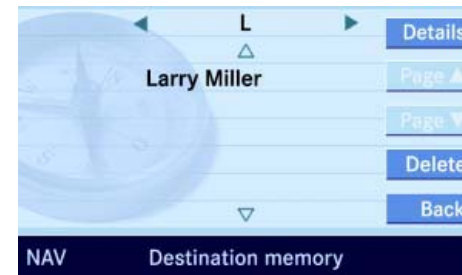 L
Details
Larry Miller
Page ▲
Page ▼
Delete
Back
NAV Destination memory